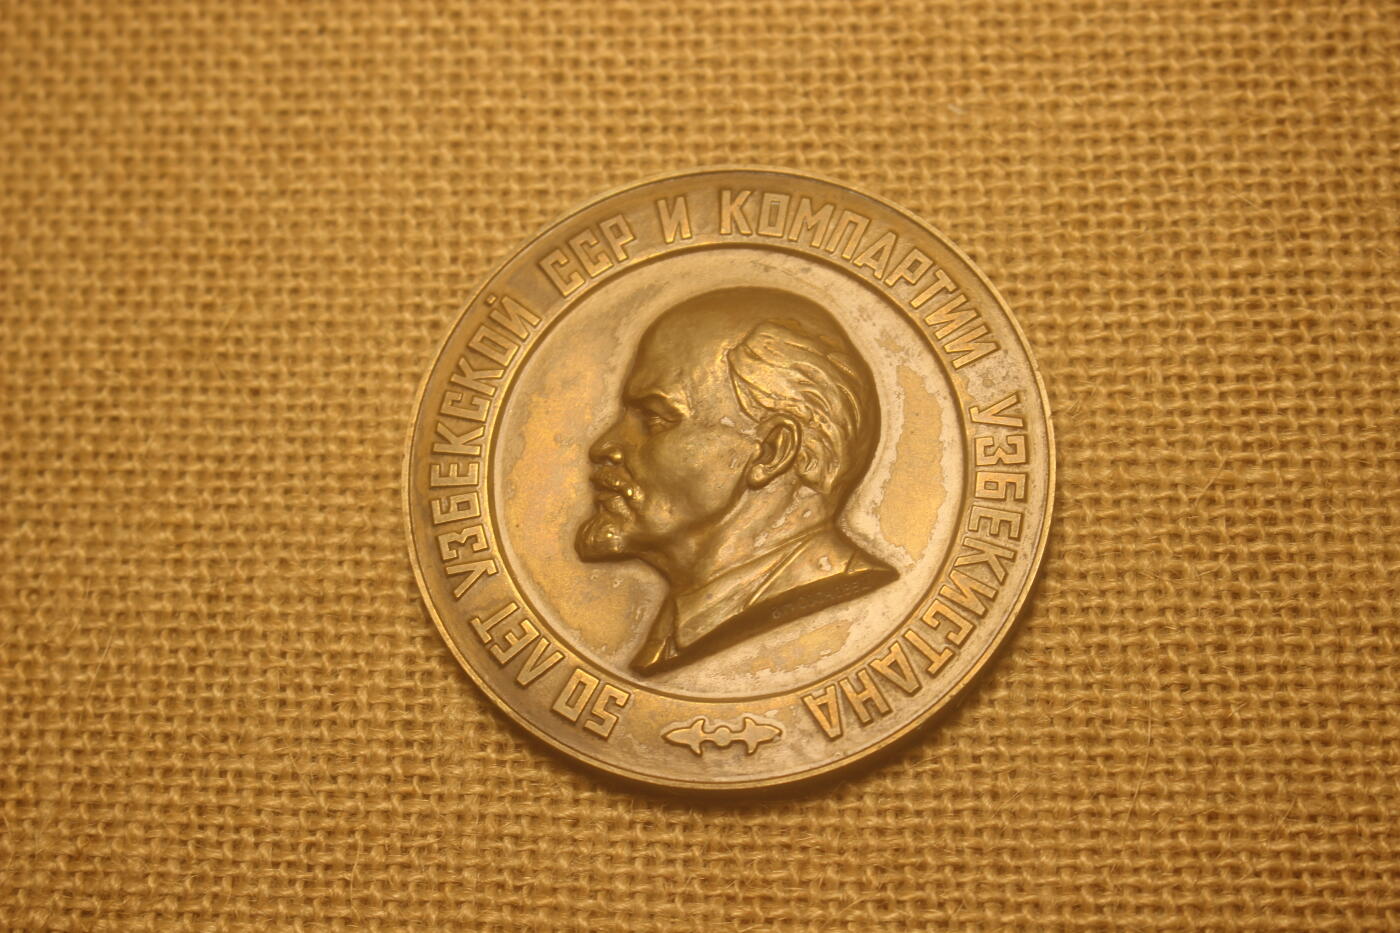 50 ЛЕТ УЗБЕКСКОЙ ССР И КОМПАРТИИ УЗБЕКИСТАНА